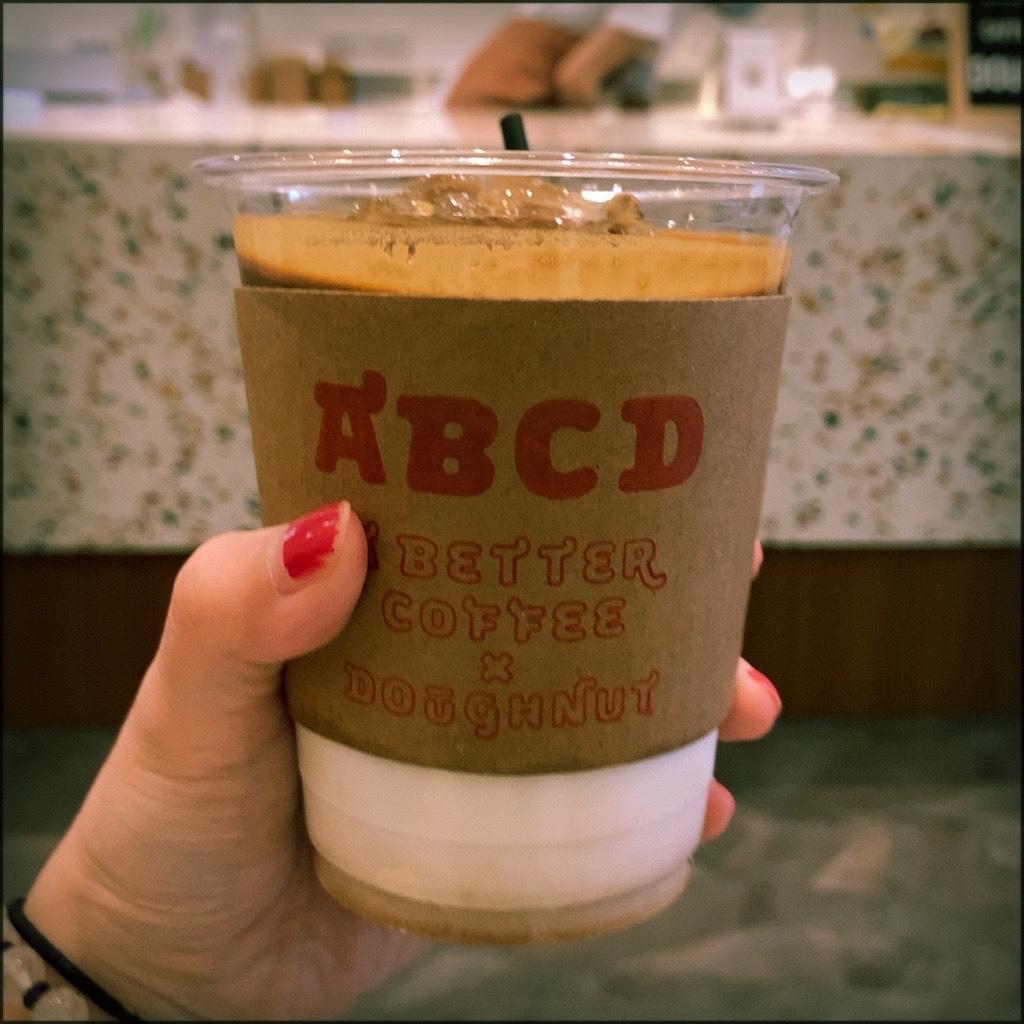 ABCD
A BETTER
COFFEE
x
DOUGHNUT